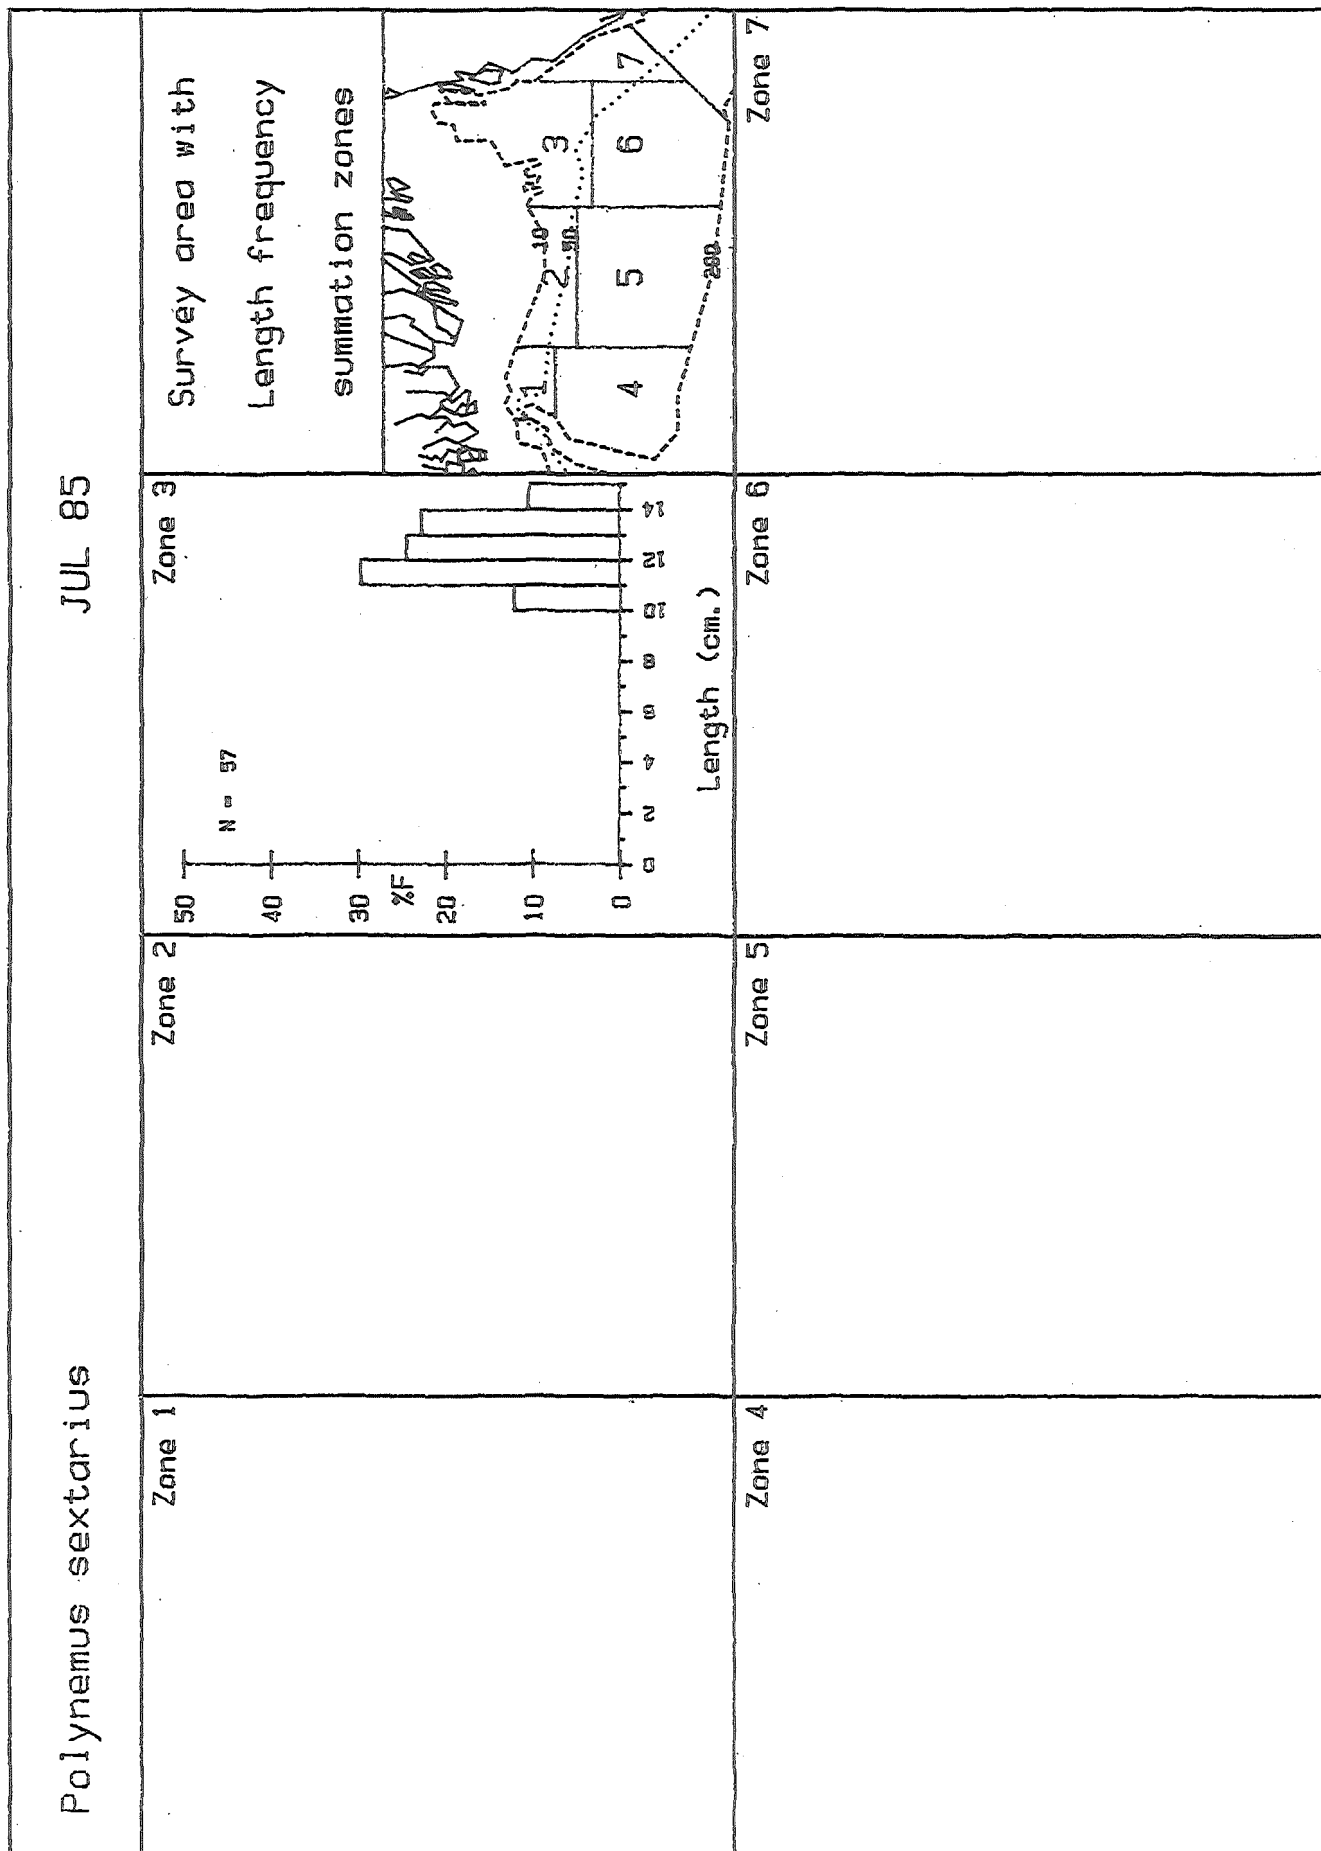 Polynemus sextarius JUL 85
Zone 1
Zone 2
Zone 3
50
40
30
%F
20
10
0
N = 57
0 2 4 6 8 10 12 14
Length (cm.)
Survey area with
Length frequency
summation zones
10
20
50
200
1
2
3
4
5
6
7
Zone 4
Zone 5
Zone 6
Zone 7